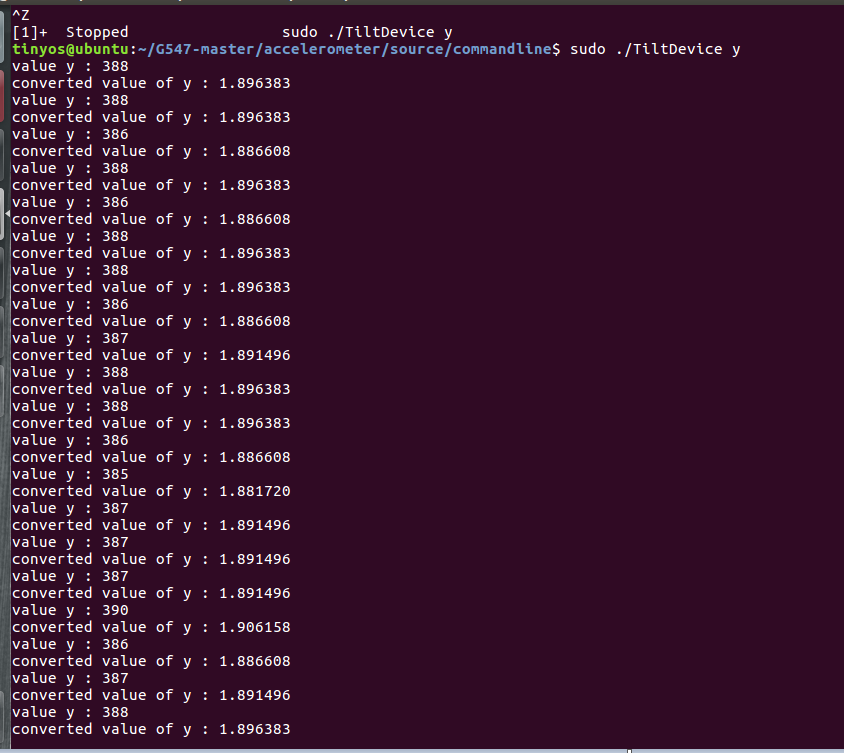 ^Z
[1]+  Stopped                 sudo ./TiltDevice y
tinyos@ubuntu:~/G547-master/accelerometer/source/commandline$ sudo ./TiltDevice y
value y : 388
converted value of y : 1.896383
value y : 388
converted value of y : 1.896383
value y : 386
converted value of y : 1.886608
value y : 388
converted value of y : 1.896383
value y : 386
converted value of y : 1.886608
value y : 388
converted value of y : 1.896383
value y : 388
converted value of y : 1.896383
value y : 386
converted value of y : 1.886608
value y : 387
converted value of y : 1.891496
value y : 388
converted value of y : 1.896383
value y : 388
converted value of y : 1.896383
value y : 386
converted value of y : 1.886608
value y : 385
converted value of y : 1.881720
value y : 387
converted value of y : 1.891496
value y : 387
converted value of y : 1.891496
value y : 387
converted value of y : 1.891496
value y : 390
converted value of y : 1.906158
value y : 386
converted value of y : 1.886608
value y : 387
converted value of y : 1.891496
value y : 388
converted value of y : 1.896383